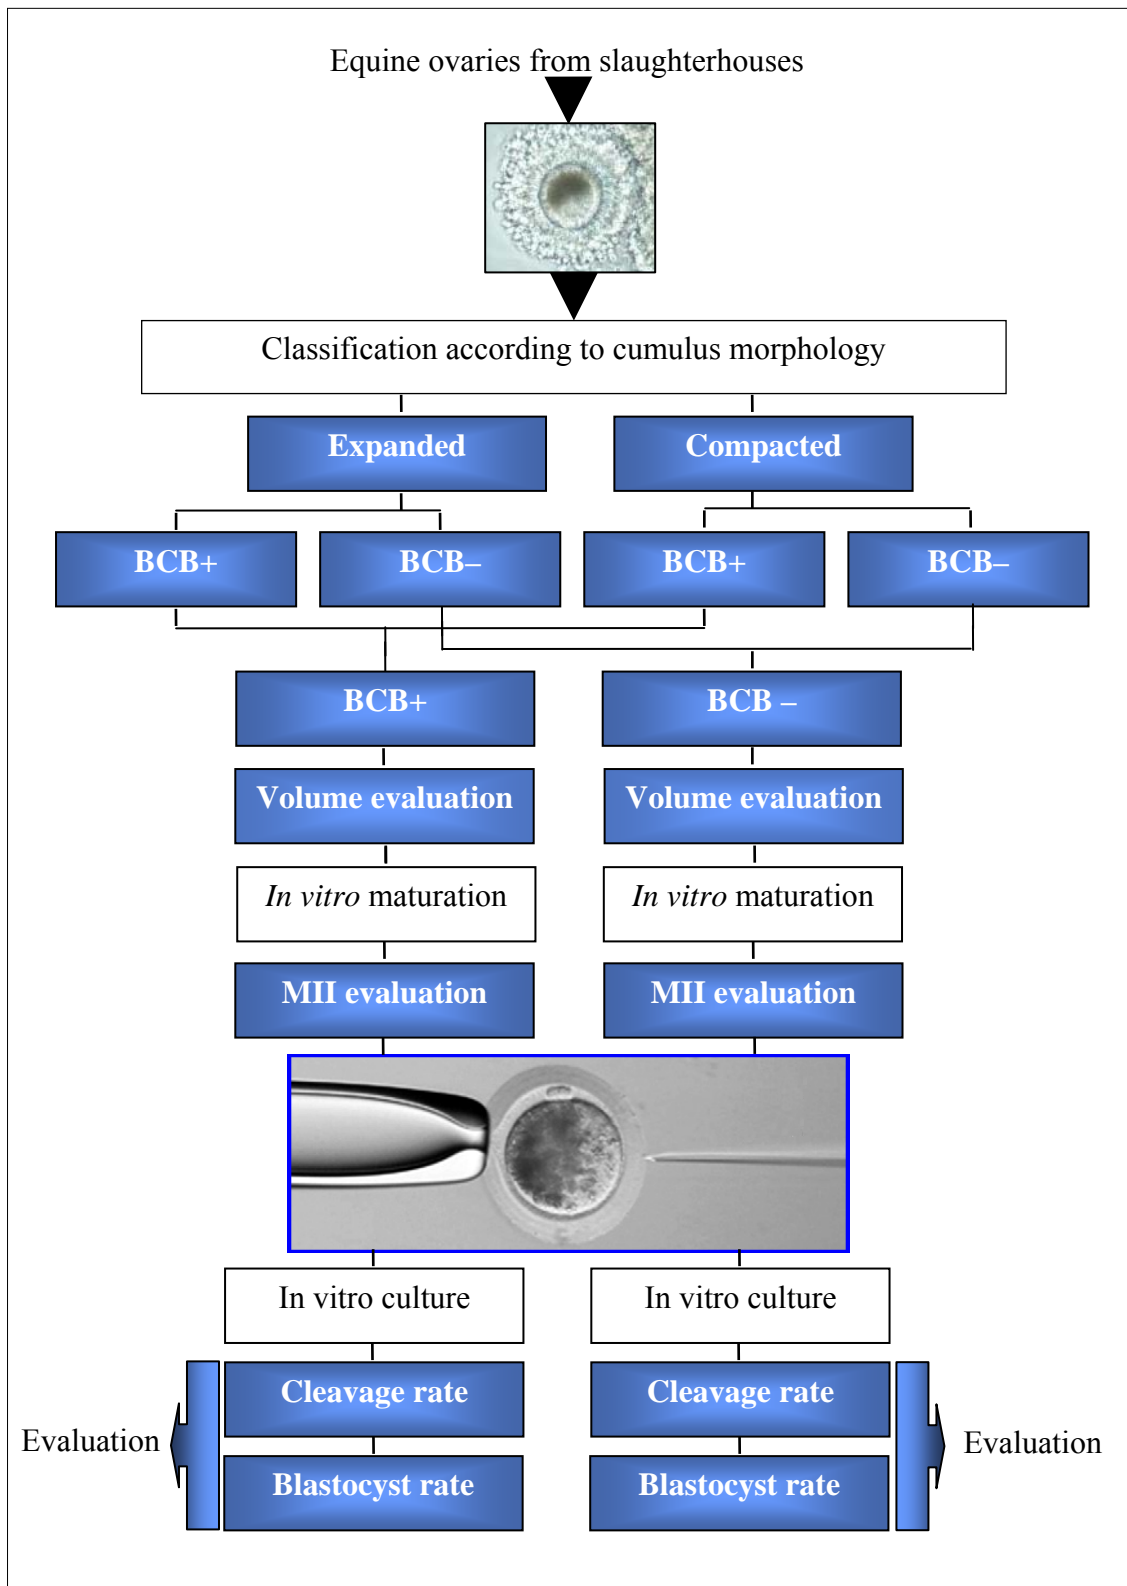 Equine ovaries from slaughterhouses
Classification according to cumulus morphology
Expanded
Compacted
BCB+
BCB–
BCB+
BCB–
BCB+
BCB –
Volume evaluation
Volume evaluation
In vitro maturation
In vitro maturation
MII evaluation
MII evaluation
In vitro culture
In vitro culture
Cleavage rate
Cleavage rate
Evaluation
Evaluation
Blastocyst rate
Blastocyst rate